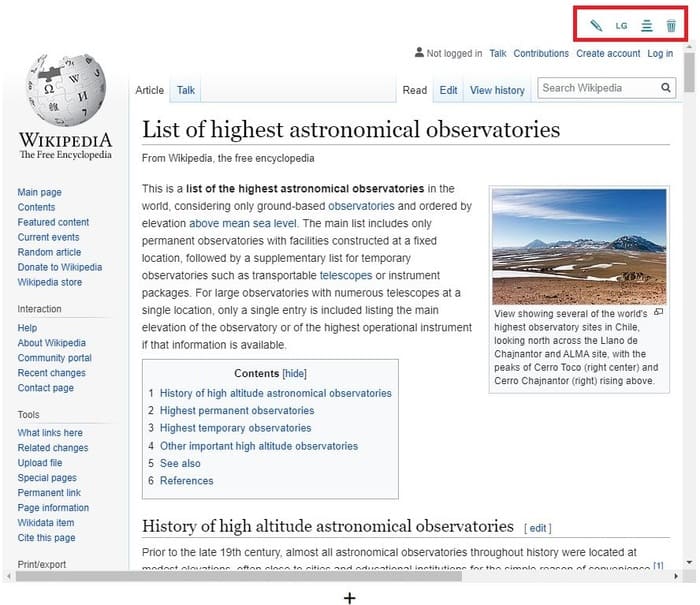 LG
Not logged in Talk Contributions Create account Log in
Article Talk Read Edit View history Search Wikipedia
WIKIPEDIA
The Free Encyclopedia
Main page
Contents
Featured content
Current events
Random article
Donate to Wikipedia
Wikipedia store
Interaction
Help
About Wikipedia
Community portal
Recent changes
Contact page
Tools
What links here
Related changes
Upload file
Special pages
Permanent link
Page information
Wikidata item
Cite this page
Print/export
List of highest astronomical observatories
From Wikipedia, the free encyclopedia
This is a list of the highest astronomical observatories in the
world, considering only ground-based observatories and ordered by
elevation above mean sea level. The main list includes only
permanent observatories with facilities constructed at a fixed
location, followed by a supplementary list for temporary
observatories such as transportable telescopes or instrument
packages. For large observatories with numerous telescopes at a
single location, only a single entry is included listing the main
elevation of the observatory or of the highest operational instrument
if that information is available.
View showing several of the world's
highest observatory sites in Chile,
looking north across the Llano de
Chajnantor and ALMA site, with the
peaks of Cerro Toco (right center) and
Cerro Chajnantor (right) rising above.
Contents [hide]
1 History of high altitude astronomical observatories
2 Highest permanent observatories
3 Highest temporary observatories
4 Other important high altitude observatories
5 See also
6 References
History of high altitude astronomical observatories [ edit ]
Prior to the late 19th century, almost all astronomical observatories throughout history were located at
modest elevations, often close to cities and educational institutions for the simple reason of convenience.[1]